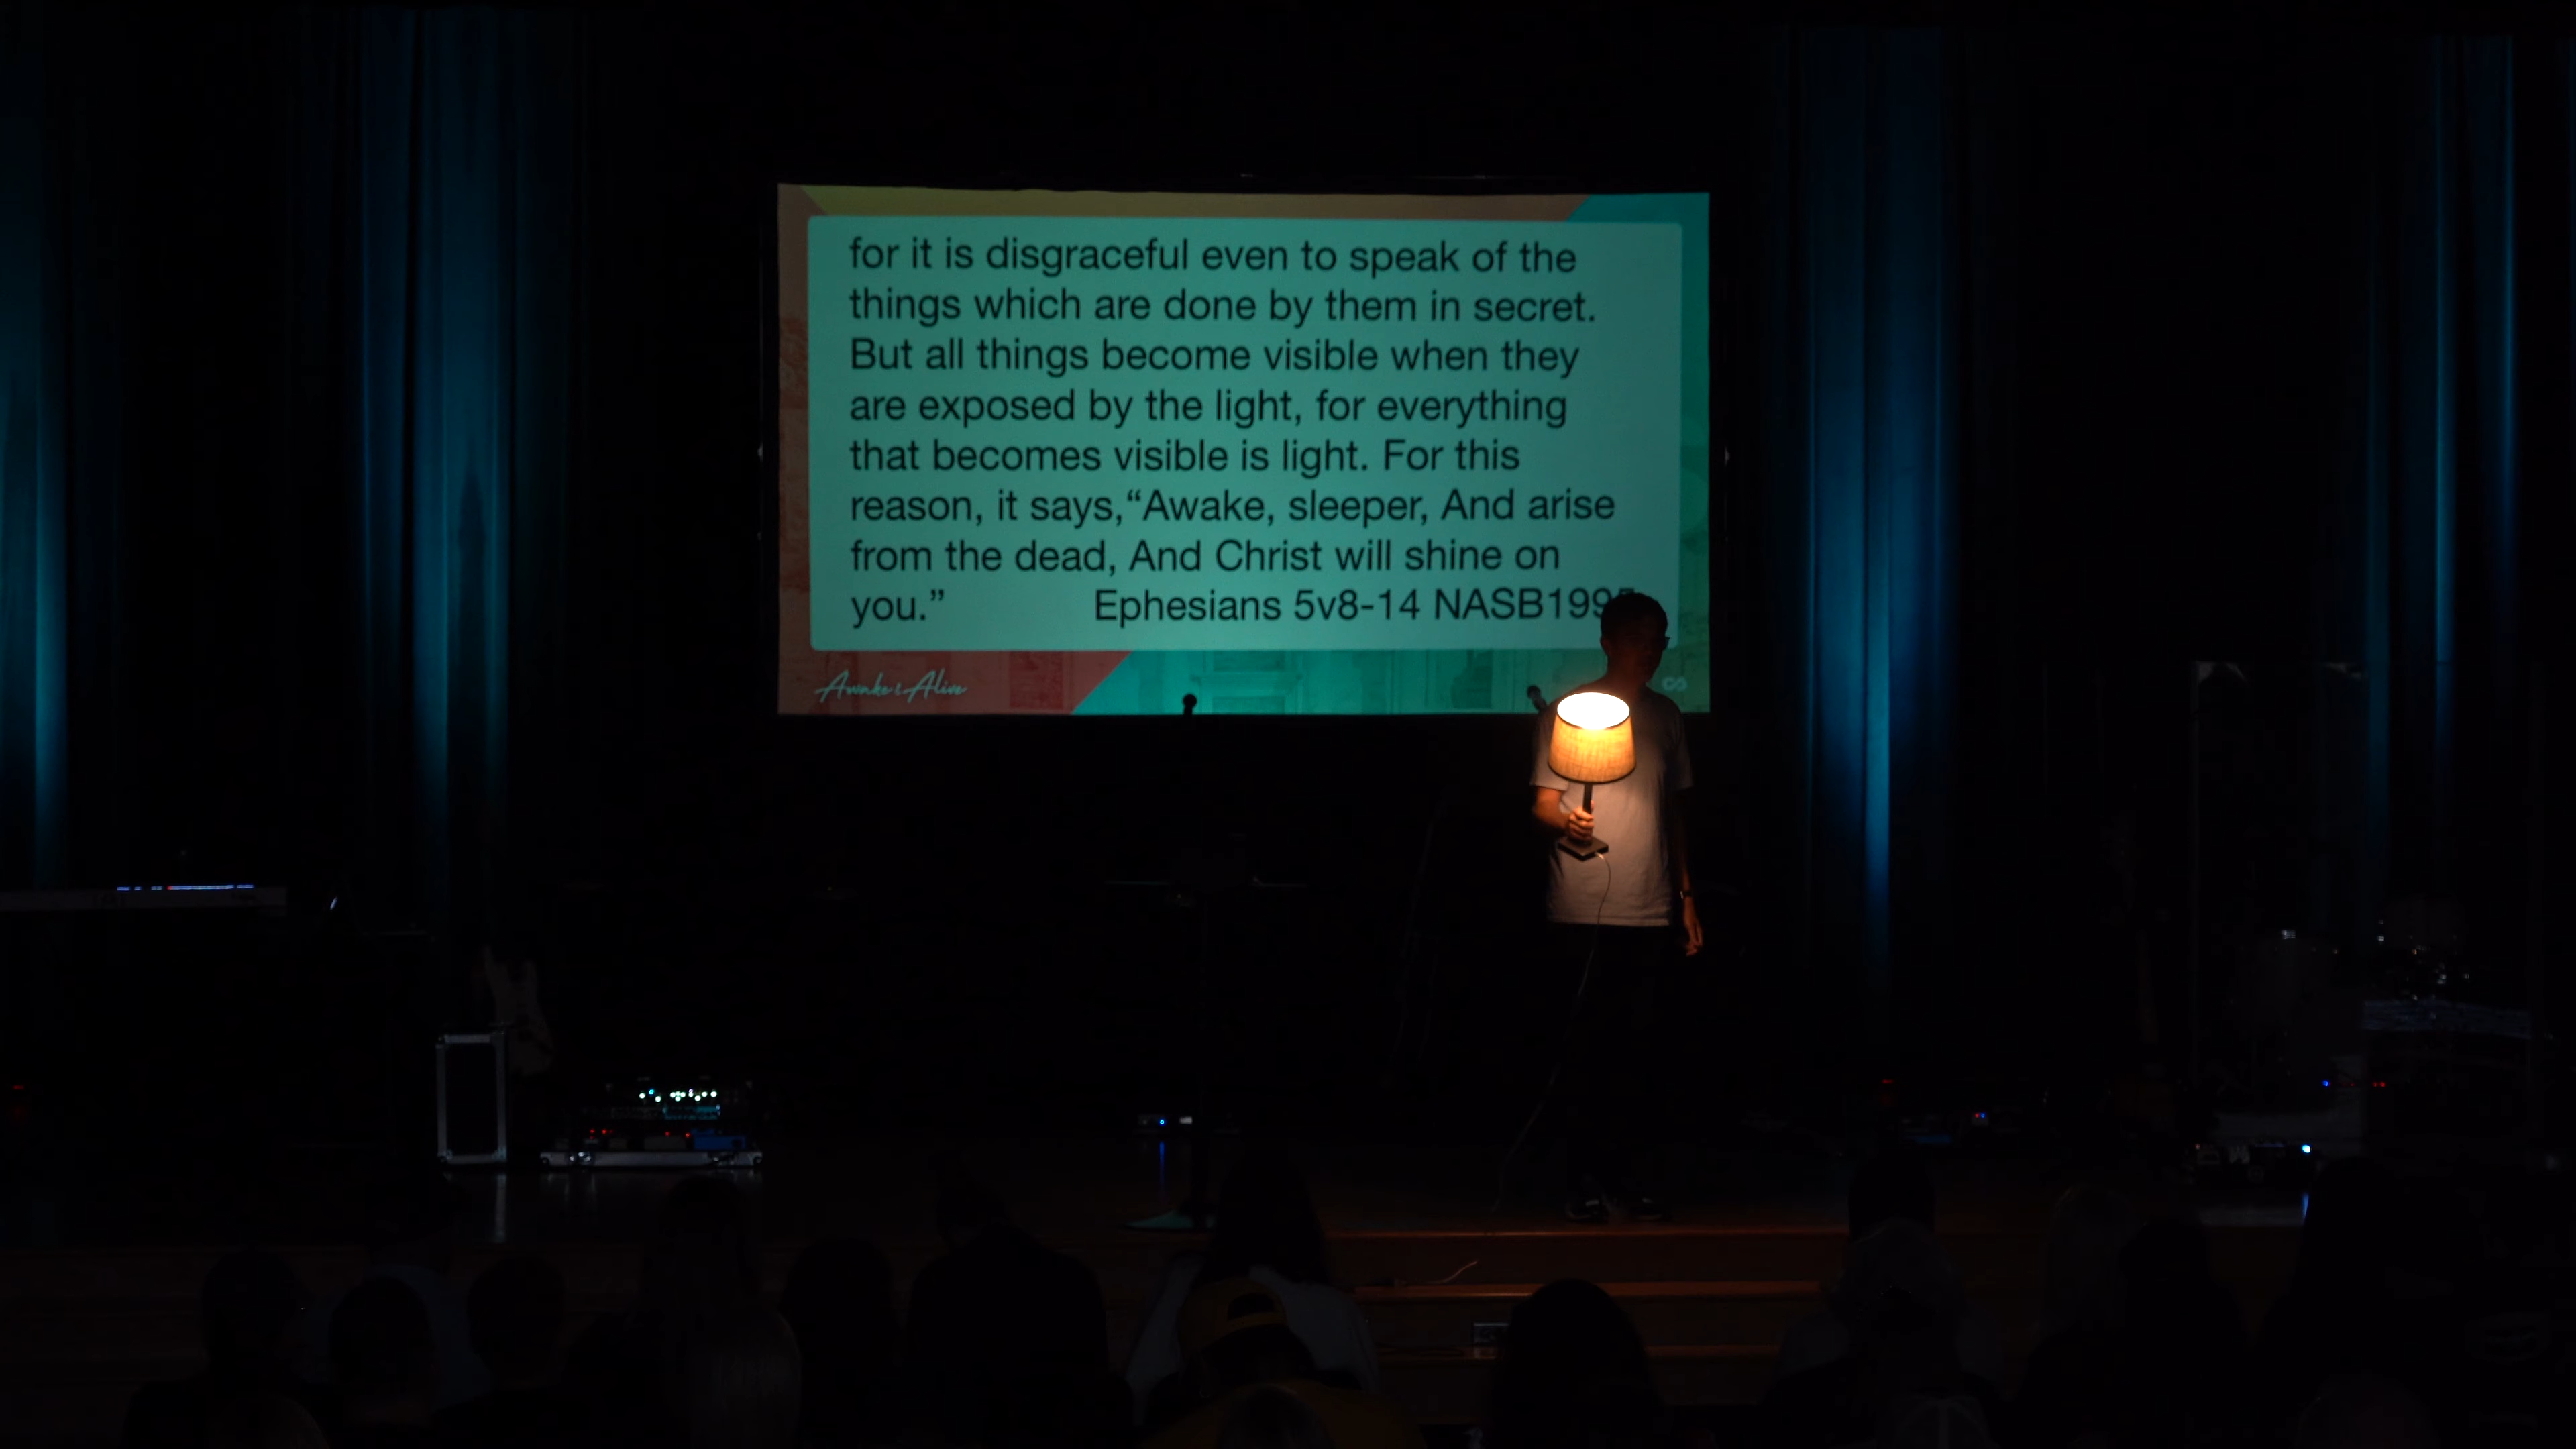 for it is disgraceful even to speak of the
things which are done by them in secret.
But all things become visible when they
are exposed by the light, for everything
that becomes visible is light. For this
reason, it says,“Awake, sleeper, And arise
from the dead, And Christ will shine on
you.” Ephesians 5v8-14 NASB1995
Awake & Alive